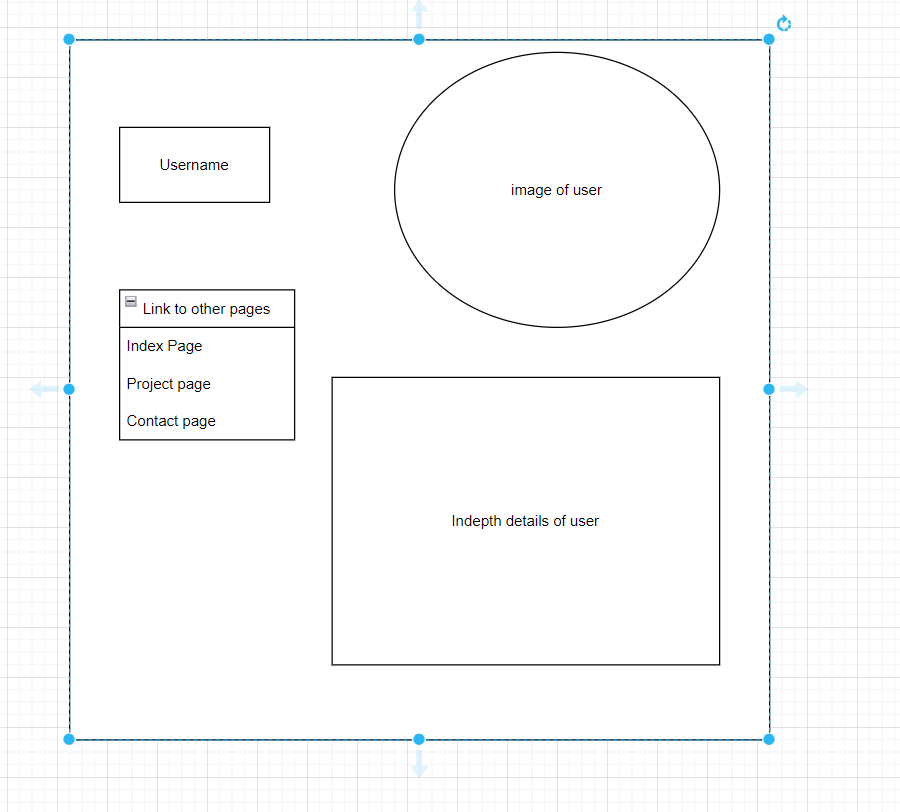 Username
image of user
Link to other pages
Index Page
Project page
Contact page
Indepth details of user